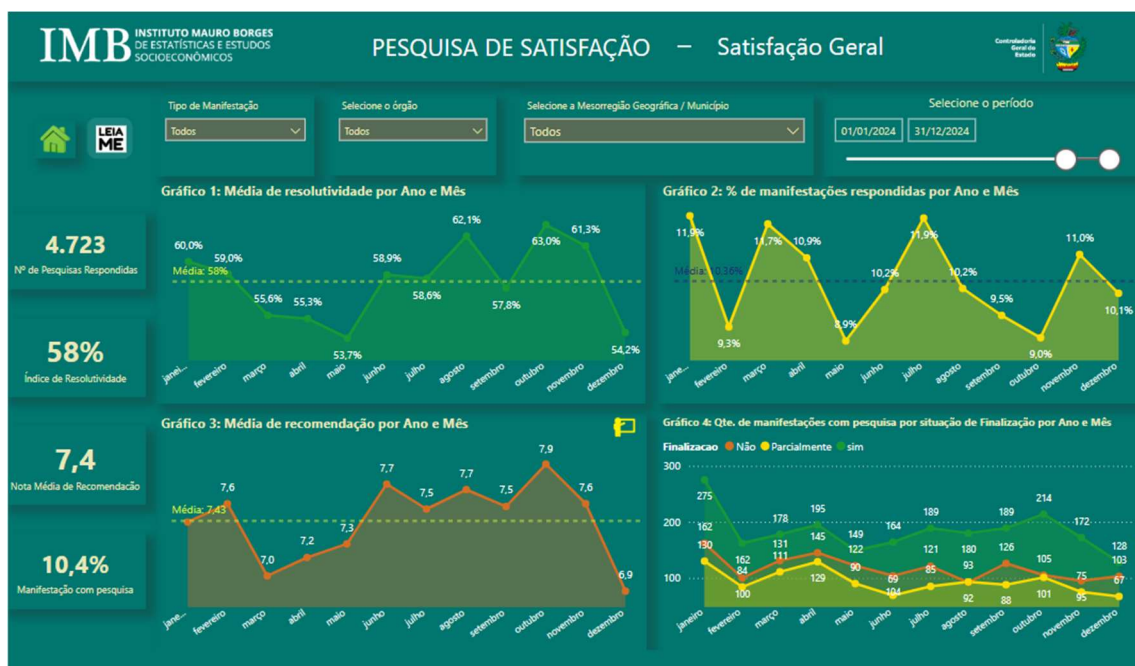 IMB INSTITUTO MAURO BORGES
DE ESTATÍSTICAS E ESTUDOS
SOCIOECONÔMICOS
PESQUISA DE SATISFAÇÃO – Satisfação Geral
Controladoria
Geral do
Estado
Tipo de Manifestação
Todos
Selecione o órgão
Todos
Selecione a Mesorregião Geográfica / Município
Todos
Selecione o período
01/01/2024 31/12/2024
LEIA
ME
4.723
Nº de Pesquisas Respondidas
58%
Índice de Resolutividade
7,4
Nota Média de Recomendacão
10,4%
Manifestação com pesquisa
Gráfico 1: Média de resolutividade por Ano e Mês
60,0% 59,0% 55,6% 55,3% 53,7% 58,9% 58,6% 62,1% 57,8% 63,0% 61,3% 54,2%
Média: 58%
janei... fevereiro março abril maio junho julho agosto setembro outubro novembro dezembro
Gráfico 2: % de manifestações respondidas por Ano e Mês
11,9% 9,3% 11,7% 10,9% 8,9% 10,2% 11,9% 10,2% 9,5% 9,0% 11,0% 10,1%
Média: 10,36%
jane... fevereiro março abril maio junho julho agosto setembro outubro novembro dezembro
Gráfico 3: Média de recomendação por Ano e Mês
7,6 7,0 7,2 7,3 7,7 7,5 7,7 7,5 7,9 7,6 6,9
Média: 7,43
jane... fevereiro março abril maio junho julho agosto setembro outubro novembro dezembro
Gráfico 4: Qte. de manifestações com pesquisa por situação de Finalização por Ano e Mês
Finalizacao Não Parcialmente sim
300
200
100
275 162 178 195 149 164 189 180 189 214 172 128
162 100 131 145 122 104 121 93 126 105 95 103
130 84 111 129 90 69 85 92 88 101 75 67
janeiro fevereiro março abril maio junho julho agosto setembro outubro novembro dezembro